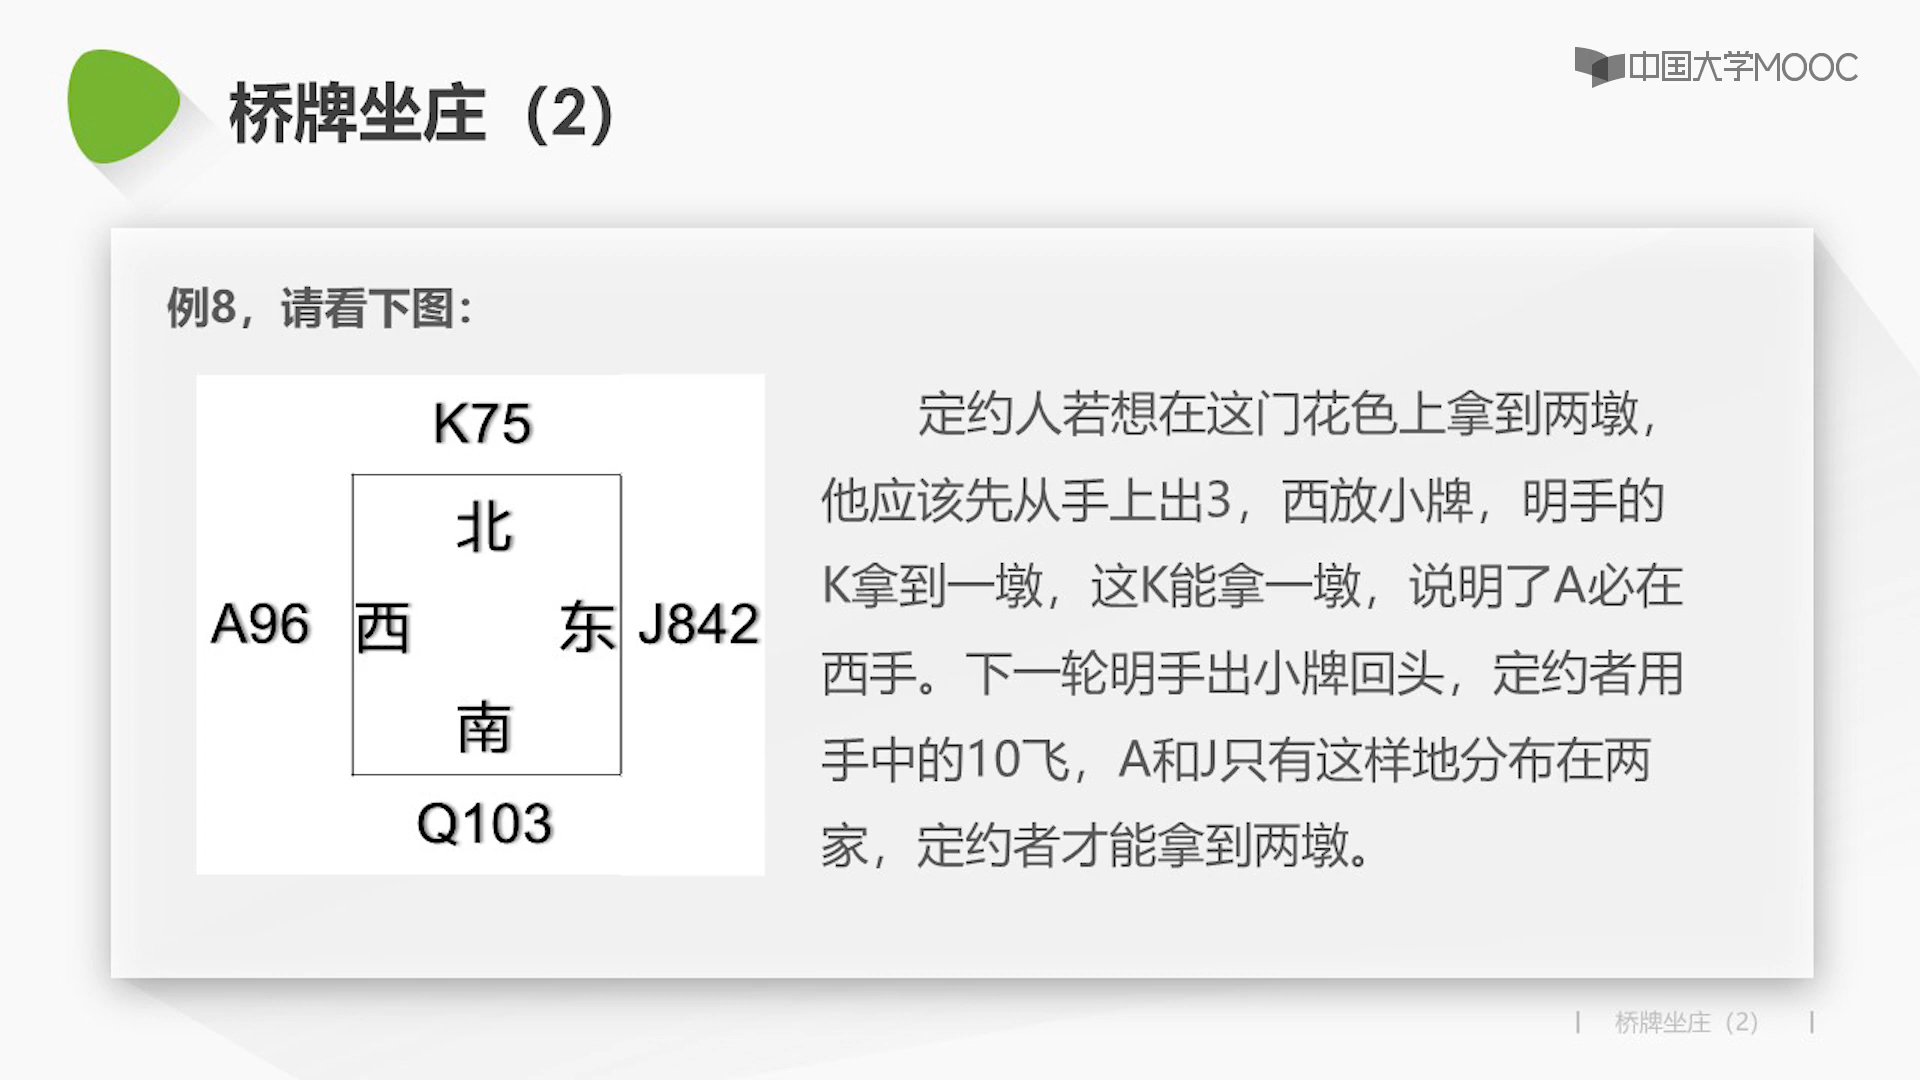 中国大学MOOC
桥牌坐庄（2）
例8，请看下图：
K75
北
A96 西 东 J842
南
Q103
定约人若想在这门花色上拿到两墩，
他应该先从手上出3，西放小牌，明手的
K拿到一墩，这K能拿一墩，说明了A必在
西手。下一轮明手出小牌回头，定约者用
手中的10飞，A和J只有这样地分布在两
家，定约者才能拿到两墩。
桥牌坐庄（2）